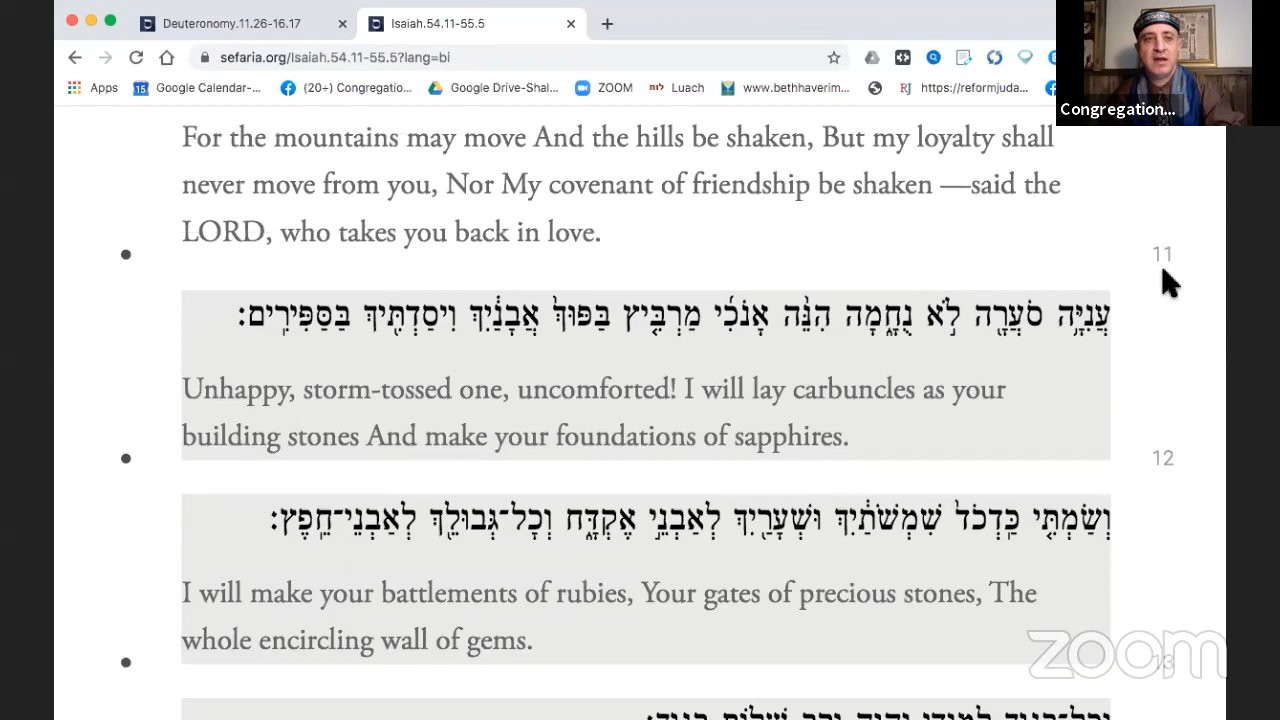 Deuteronomy.11.26-16.17
Isaiah.54.11-55.5
sefaria.org/Isaiah.54.11-55.5?lang=bi
Apps
Google Calendar-...
(20+) Congregatio...
Google Drive-Shal...
ZOOM
Luach
www.bethhaverim...
https://reformjuda...
Congregation...
For the mountains may move And the hills be shaken, But my loyalty shall
never move from you, Nor My covenant of friendship be shaken —said the
LORD, who takes you back in love.
11
עֲנִיָּ֥ה סֹעֲרָ֖ה לֹ֣א נֻחָ֑מָה הִנֵּ֨ה אָנֹכִ֜י מַרְבִּ֤יץ בַּפּוּךְ֙ אֲבָנַ֔יִךְ וִיסַדְתִּ֖יךְ בַּסַּפִּירִֽים׃
Unhappy, storm-tossed one, uncomforted! I will lay carbuncles as your
building stones And make your foundations of sapphires.
12
וְשַׂמְתִּ֤י כַּֽדְכֹד֙ שִׁמְשֹׁתַ֔יִךְ וּשְׁעָרַ֖יִךְ לְאַבְנֵ֣י אֶקְדָּ֑ח וְכָל־גְּבוּלֵ֖ךְ לְאַבְנֵי־חֵֽפֶץ׃
I will make your battlements of rubies, Your gates of precious stones, The
whole encircling wall of gems.
13
zoom